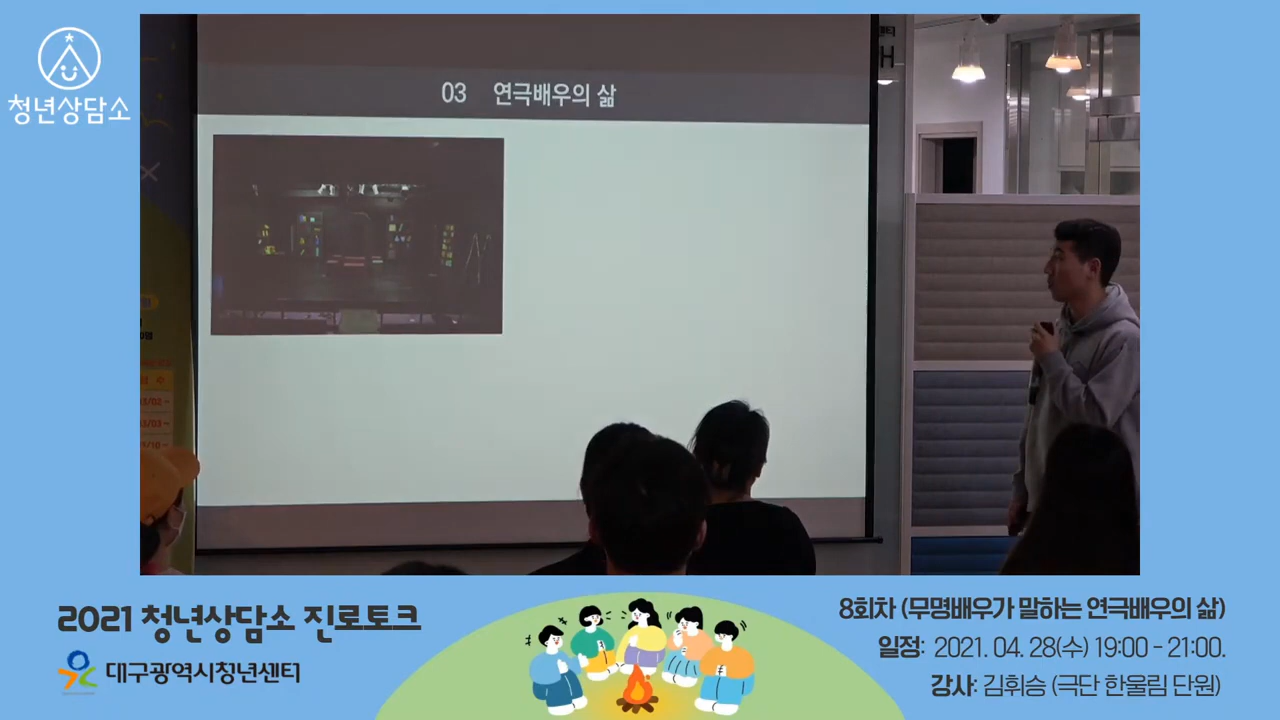 청년상담소
03 연극배우의 삶
2021 청년상담소 진로토크
대구광역시청년센터
8회차 (무명배우가 말하는 연극배우의 삶)
일정: 2021. 04. 28(수) 19:00 - 21:00.
강사: 김휘승 (극단 한울림 단원)